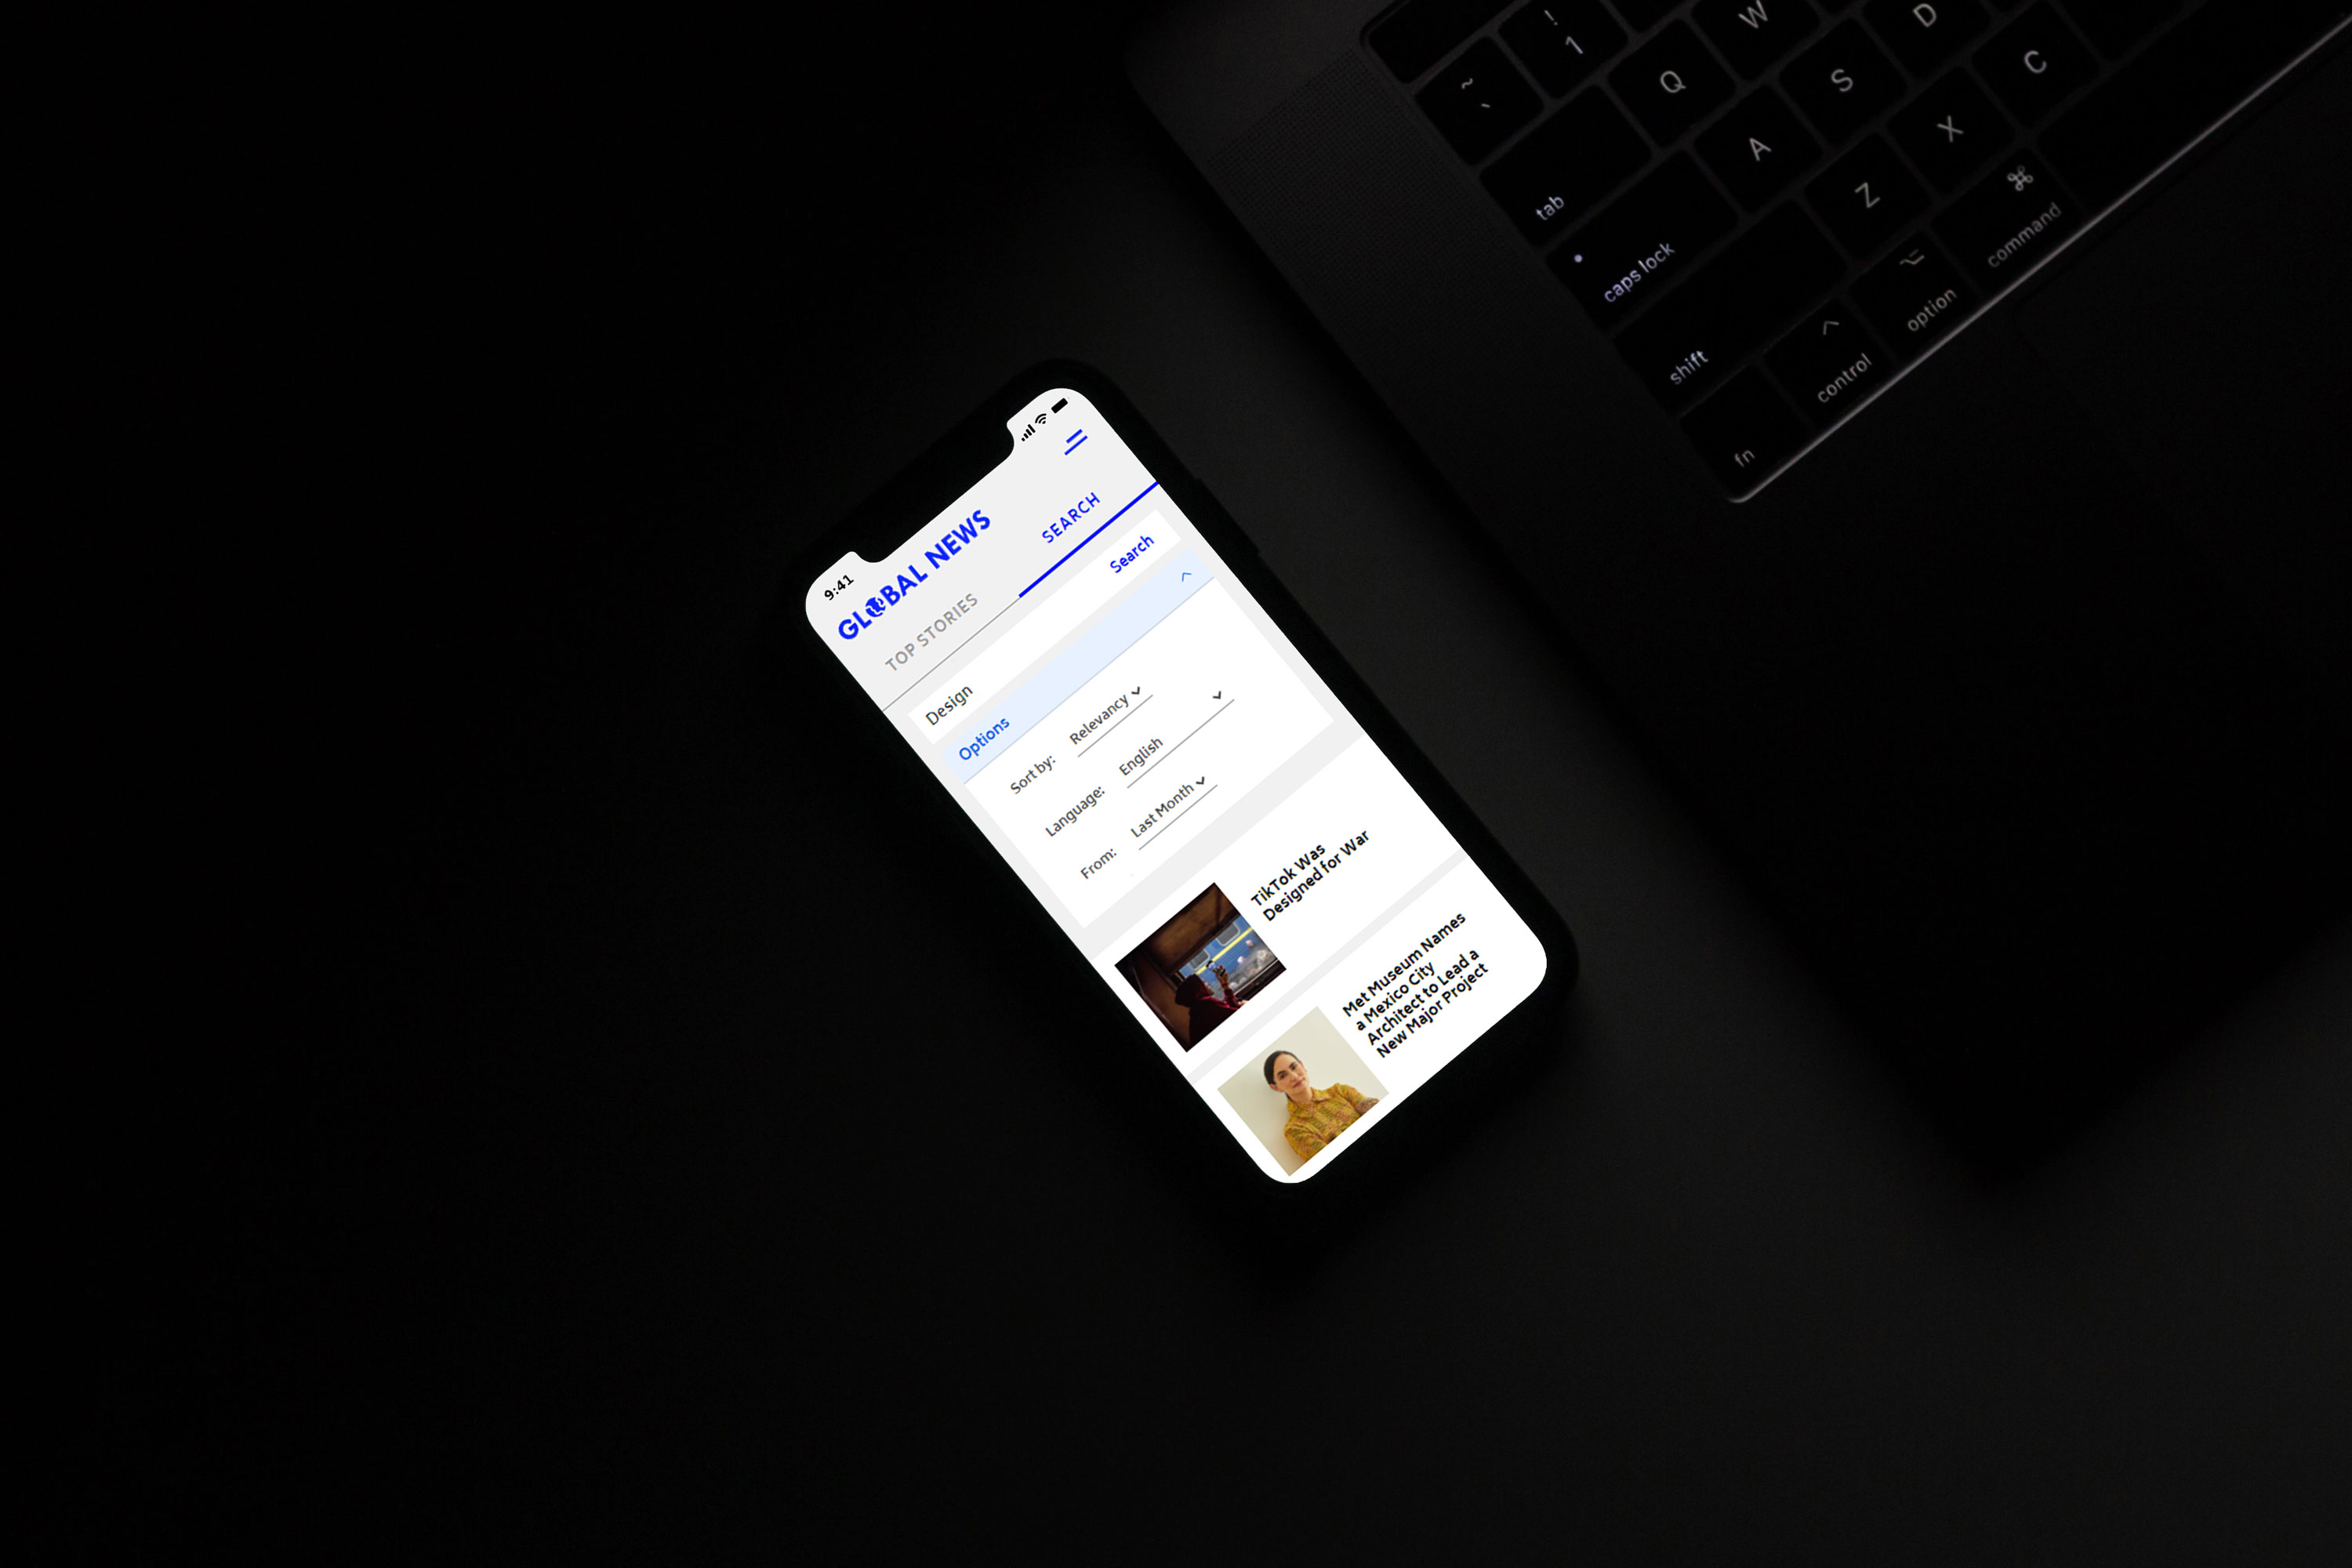 9:41
GLOBAL NEWS
TOP STORIES
SEARCH
Design
Search
Options
Sort by:
Relevancy
Language:
English
From:
Last Month
TikTok Was
Designed for War
Met Museum Names
a Mexico City
Architect to Lead a
New Major Project
~
`
!
1
tab
Q
W
caps lock
A
S
D
shift
Z
X
C
fn
^
control
⌥
option
⌘
command